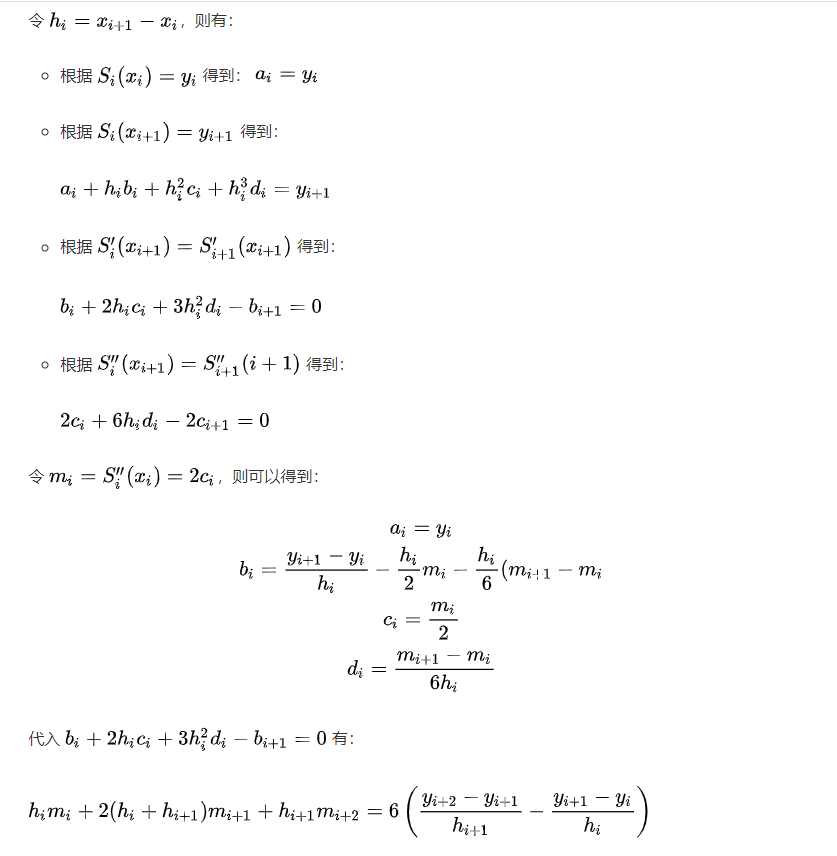 令 $h_i = x_{i+1} - x_i$，则有：
○ 根据 $S_i(x_i) = y_i$ 得到： $a_i = y_i$
○ 根据 $S_i(x_{i+1}) = y_{i+1}$ 得到：
$a_i + h_i b_i + h_i^2 c_i + h_i^3 d_i = y_{i+1}$
○ 根据 $S_i'(x_{i+1}) = S_{i+1}'(x_{i+1})$ 得到：
$b_i + 2h_i c_i + 3h_i^2 d_i - b_{i+1} = 0$
○ 根据 $S_i''(x_{i+1}) = S_{i+1}''(i+1)$ 得到：
$2c_i + 6h_i d_i - 2c_{i+1} = 0$
令 $m_i = S_i''(x_i) = 2c_i$，则可以得到：
$a_i = y_i$
$b_i = \frac{y_{i+1} - y_i}{h_i} - \frac{h_i}{2} m_i - \frac{h_i}{6} (m_{i+1} - m_i$
$c_i = \frac{m_i}{2}$
$d_i = \frac{m_{i+1} - m_i}{6h_i}$
代入 $b_i + 2h_i c_i + 3h_i^2 d_i - b_{i+1} = 0$ 有：
$h_i m_i + 2(h_i + h_{i+1}) m_{i+1} + h_{i+1} m_{i+2} = 6 \left( \frac{y_{i+2} - y_{i+1}}{h_{i+1}} - \frac{y_{i+1} - y_i}{h_i} \right)$